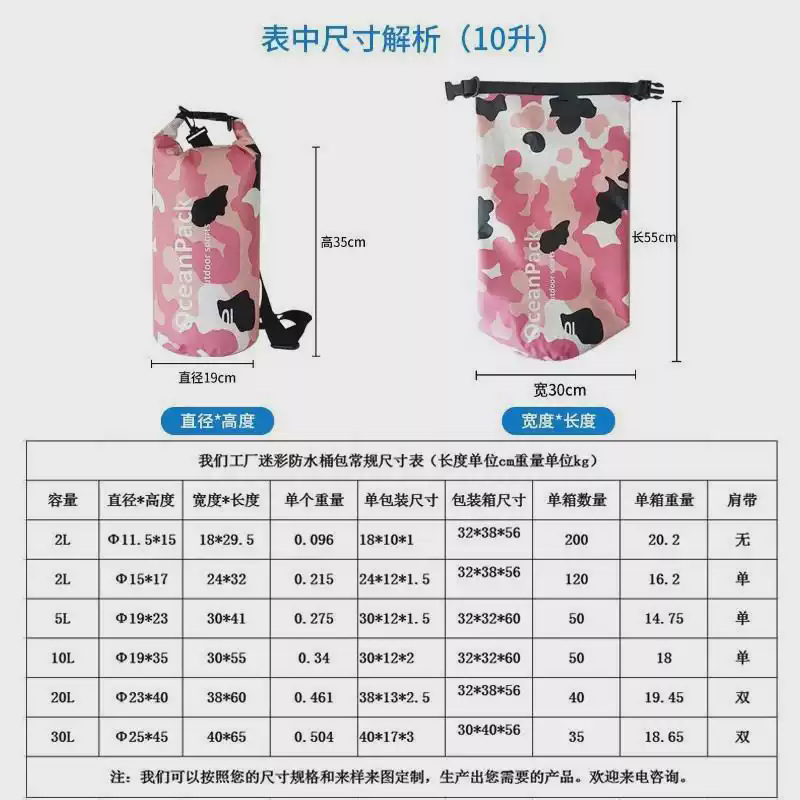 表中尺寸解析（10升）
OceanPack
outdoor sports
高35cm
直径19cm
直径*高度
OceanPack
outdoor sports
长55cm
宽30cm
宽度*长度
我们工厂迷彩防水桶包常规尺寸表（长度单位cm重量单位kg）
容量 直径*高度 宽度*长度 单个重量 单包装尺寸 包装箱尺寸 单箱数量 单箱重量 肩带
2L Φ11.5*15 18*29.5 0.096 18*10*1 32*38*56 200 20.2 无
2L Φ15*17 24*32 0.215 24*12*1.5 32*38*56 120 16.2 单
5L Φ19*23 30*41 0.275 30*12*1.5 32*32*60 50 14.75 单
10L Φ19*35 30*55 0.34 30*12*2 32*32*60 50 18 单
20L Φ23*40 38*60 0.461 38*13*2.5 32*38*56 40 19.45 双
30L Φ25*45 40*65 0.504 40*17*3 30*40*56 35 18.65 双
注：我们可以按照您的尺寸规格和来样来图定制，生产出您需要的产品。欢迎来电咨询。